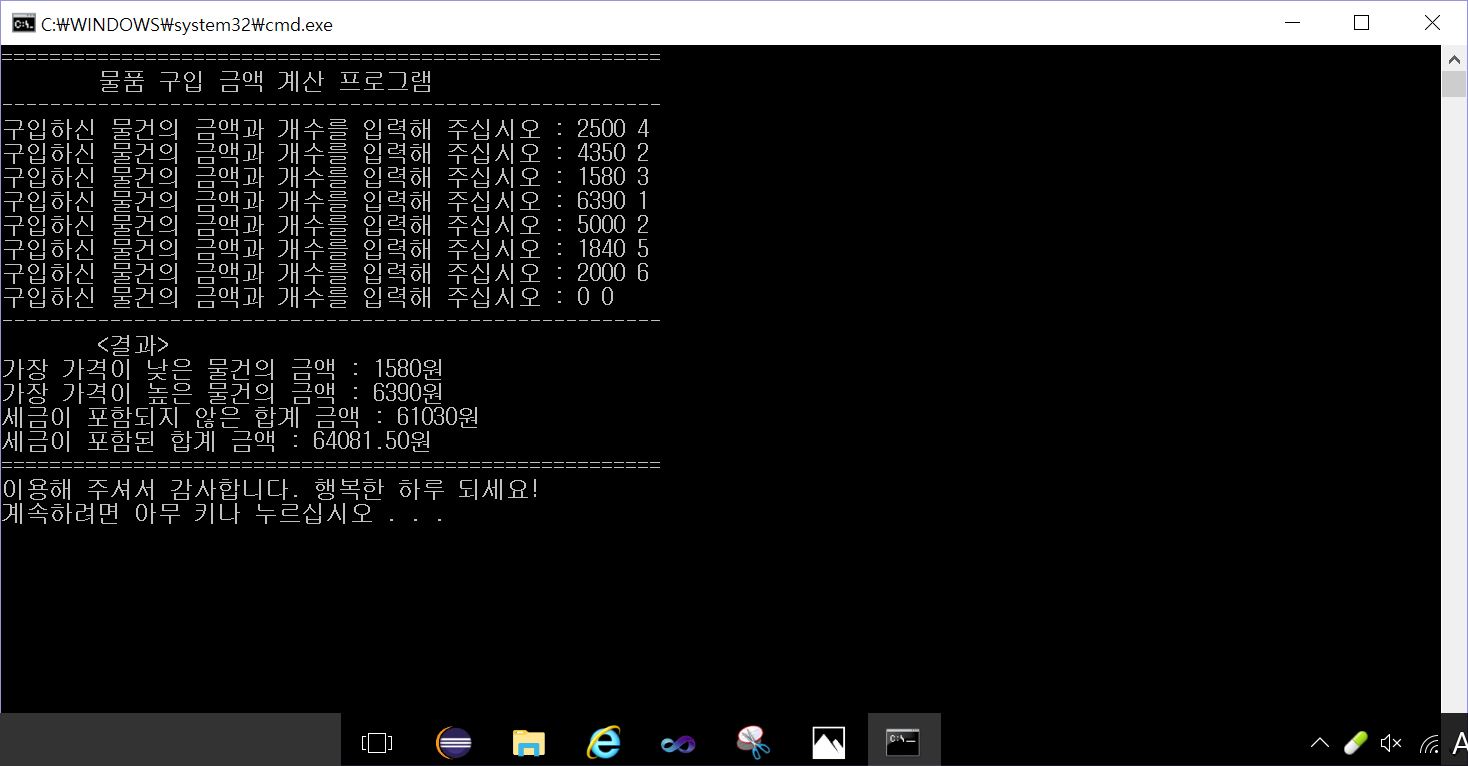 C:₩WINDOWS₩system32₩cmd.exe
=======================================================
물품 구입 금액 계산 프로그램
-------------------------------------------------------
구입하신 물건의 금액과 개수를 입력해 주십시오 : 2500 4
구입하신 물건의 금액과 개수를 입력해 주십시오 : 4350 2
구입하신 물건의 금액과 개수를 입력해 주십시오 : 1580 3
구입하신 물건의 금액과 개수를 입력해 주십시오 : 6390 1
구입하신 물건의 금액과 개수를 입력해 주십시오 : 5000 2
구입하신 물건의 금액과 개수를 입력해 주십시오 : 1840 5
구입하신 물건의 금액과 개수를 입력해 주십시오 : 2000 6
구입하신 물건의 금액과 개수를 입력해 주십시오 : 0 0
-------------------------------------------------------
<결과>
가장 가격이 낮은 물건의 금액 : 1580원
가장 가격이 높은 물건의 금액 : 6390원
세금이 포함되지 않은 합계 금액 : 61030원
세금이 포함된 합계 금액 : 64081.50원
=======================================================
이용해 주셔서 감사합니다. 행복한 하루 되세요!
계속하려면 아무 키나 누르십시오 . . .
A